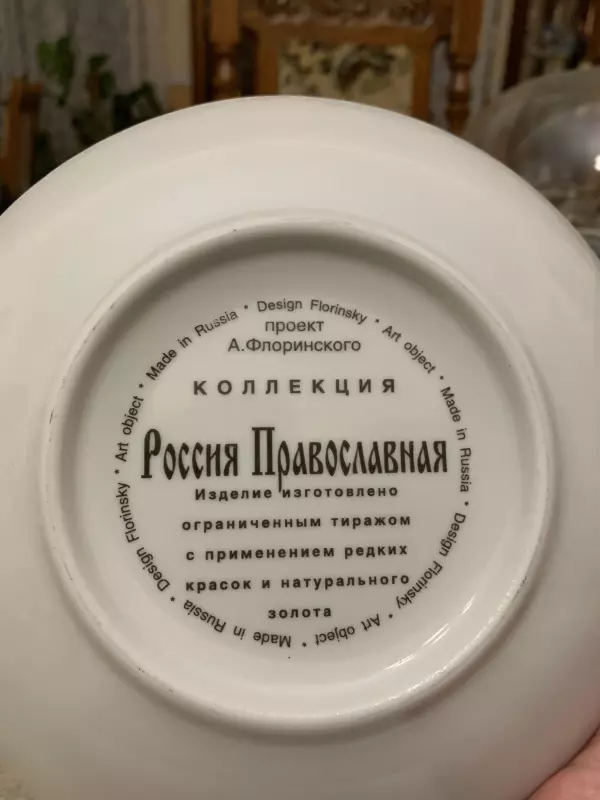 Design Florinsky * Art object * Made in Russia * Design Florinsky * Art object * Made in Russia * Design Florinsky * Art object * Made in Russia *
проект
А.Флоринского
КОЛЛЕКЦИЯ
Россия Православная
Изделие изготовлено
ограниченным тиражом
с применением редких
красок и натурального
золота